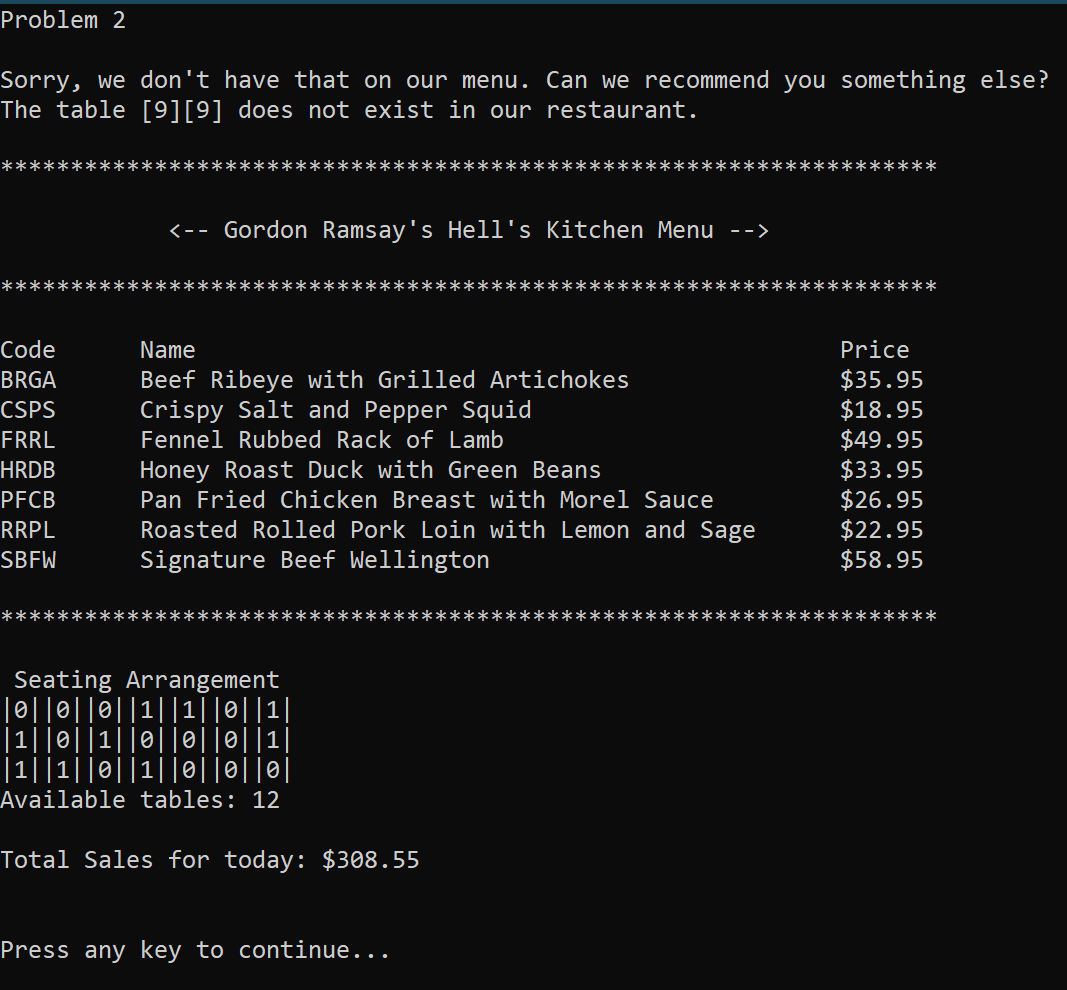 Problem 2
Sorry, we don't have that on our menu. Can we recommend you something else?
The table [9][9] does not exist in our restaurant.
*******************************************************************
<-- Gordon Ramsay's Hell's Kitchen Menu -->
*******************************************************************
Code Name Price
BRGA Beef Ribeye with Grilled Artichokes $35.95
CSPS Crispy Salt and Pepper Squid $18.95
FRRL Fennel Rubbed Rack of Lamb $49.95
HRDB Honey Roast Duck with Green Beans $33.95
PFCB Pan Fried Chicken Breast with Morel Sauce $26.95
RRPL Roasted Rolled Pork Loin with Lemon and Sage $22.95
SBFW Signature Beef Wellington $58.95
*******************************************************************
Seating Arrangement
|0||0||0||1||1||0||1|
|1||0||1||0||0||0||1|
|1||1||0||1||0||0||0|
Available tables: 12
Total Sales for today: $308.55
Press any key to continue...